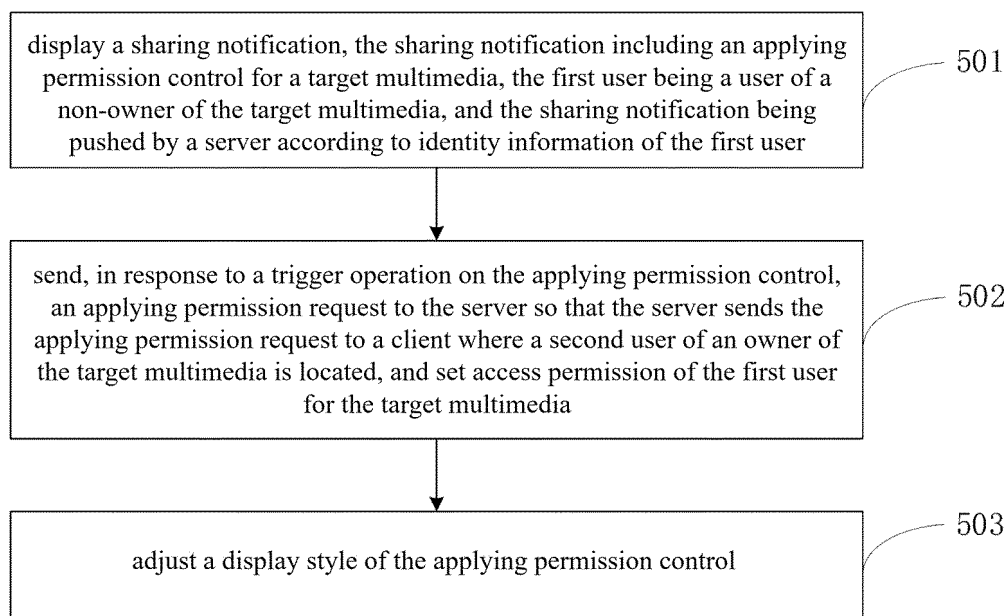 display a sharing notification, the sharing notification including an applying
permission control for a target multimedia, the first user being a user of a
non-owner of the target multimedia, and the sharing notification being
pushed by a server according to identity information of the first user
501
send, in response to a trigger operation on the applying permission control,
an applying permission request to the server so that the server sends the
applying permission request to a client where a second user of an owner of
the target multimedia is located, and set access permission of the first user
for the target multimedia
502
adjust a display style of the applying permission control
503